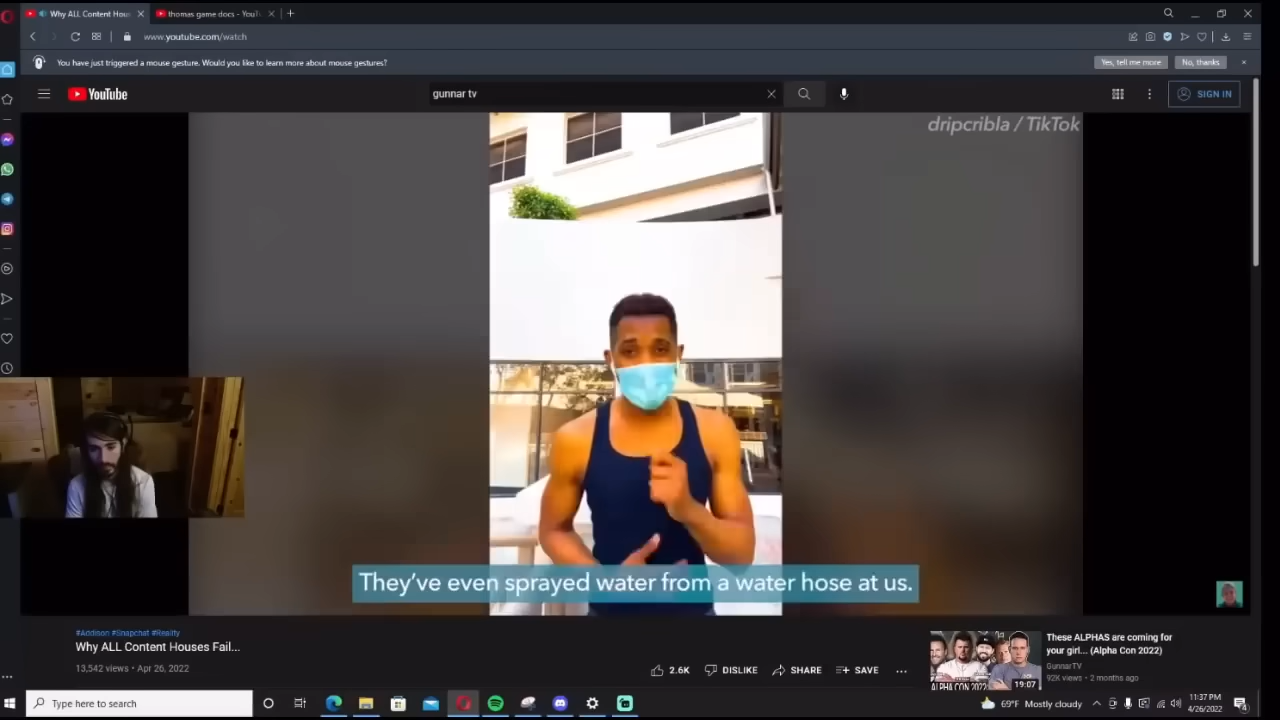 Why ALL Content Hous
thomas game docs - YouT
www.youtube.com/watch
You have just triggered a mouse gesture. Would you like to learn more about mouse gestures?
Yes, tell me more
No, thanks
YouTube
gunnar tv
SIGN IN
dripcribla / TikTok
They've even sprayed water from a water hose at us.
#Addison #Snapchat #Reality
Why ALL Content Houses Fail...
13,542 views • Apr 26, 2022
2.6K
DISLIKE
SHARE
SAVE
ALPHA CON 2022
19:07
These ALPHAS are coming for
your girl... (Alpha Con 2022)
GunnarTV
92K views • 2 months ago
Type here to search
69°F Mostly cloudy
11:37 PM
4/26/2022